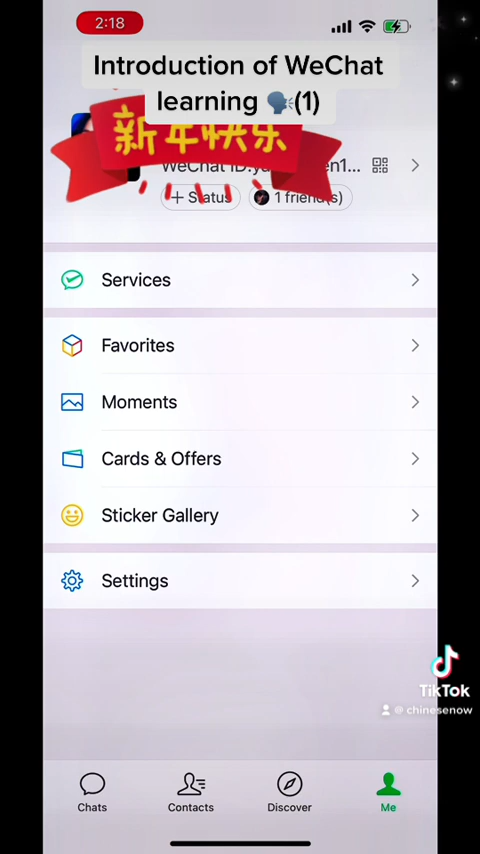 2:18
Introduction of WeChat
learning 🗣️(1)
新年快乐
WeChat ID:
+ Status
1 friend(s)
Services
Favorites
Moments
Cards & Offers
Sticker Gallery
Settings
TikTok
@ chinesenow
Chats
Contacts
Discover
Me